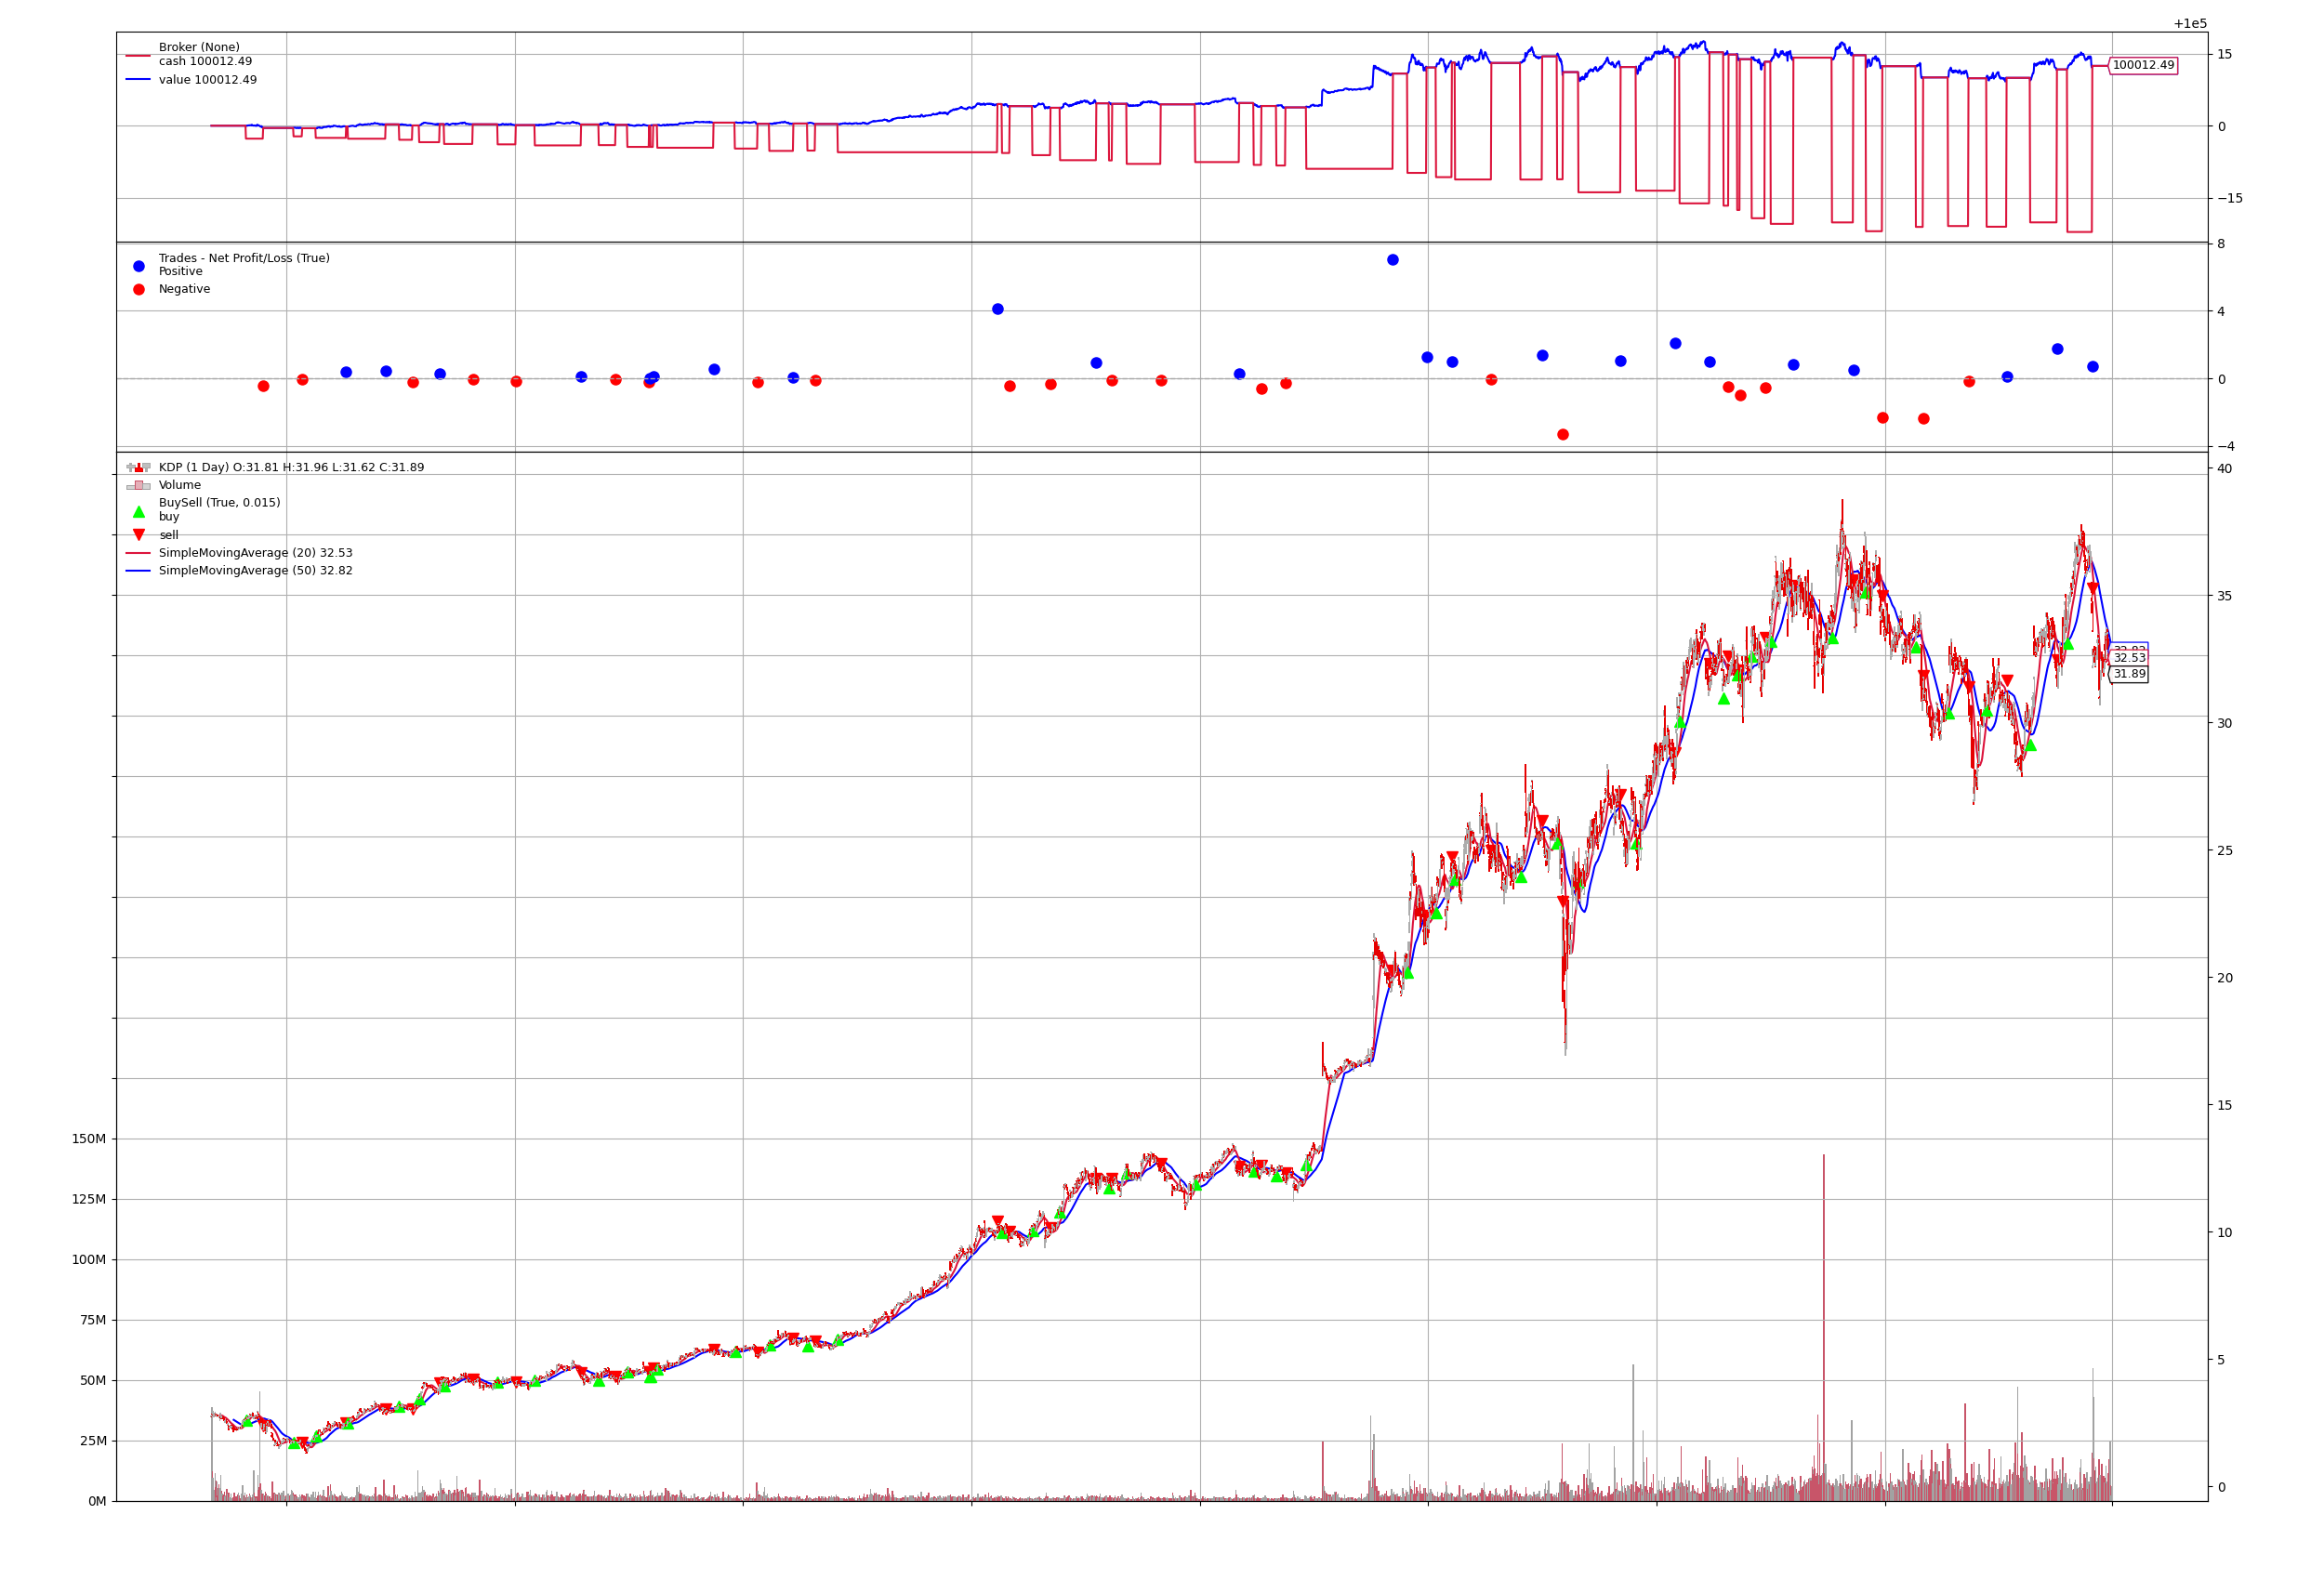 +1e5
Broker (None)
cash 100012.49
value 100012.49
15
100012.49
0
−15
8
Trades - Net Profit/Loss (True)
Positive
Negative
4
0
−4
KDP (1 Day) O:31.81 H:31.96 L:31.62 C:31.89
Volume
BuySell (True, 0.015)
buy
sell
SimpleMovingAverage (20) 32.53
SimpleMovingAverage (50) 32.82
40
35
32.82
32.53
31.89
30
25
20
15
10
5
0
150M
125M
100M
75M
50M
25M
0M